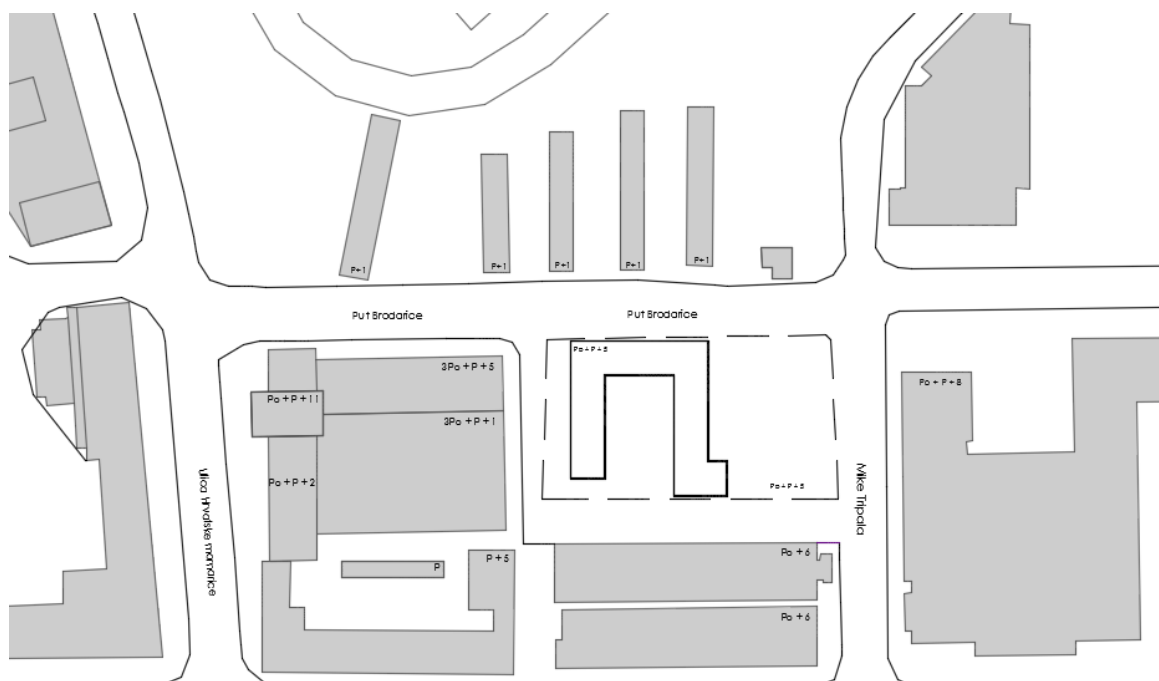 P+1
P+1
P+1
P+1
P+1
Put Brodarice
Put Brodarice
Po+P+5
3Po+P+5
Po+P+11
3Po+P+1
Po+P+8
Po+P+2
Po+P+5
Ulica Hrvatske mornarice
Mike Tripala
P+5
P
Po+6
Po+6